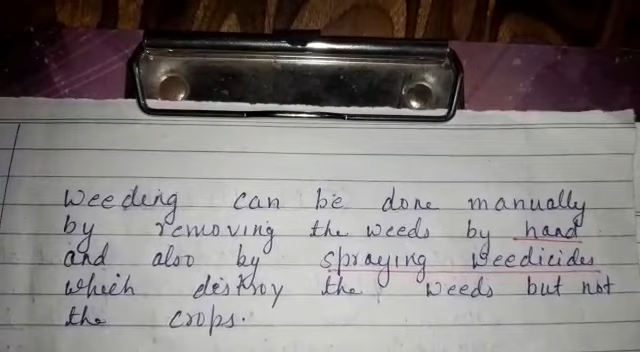 Weeding can be done manually
by removing the weeds by hand
and also by spraying weedicides
which destroy the weeds but not
the crops.